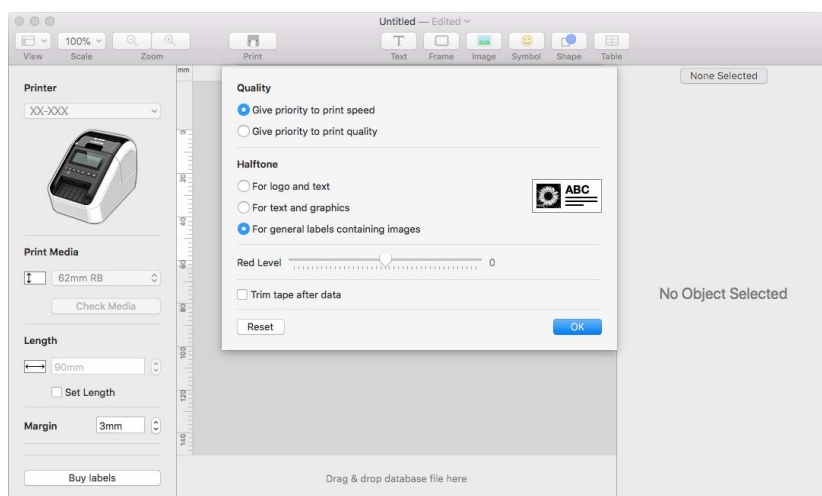 Untitled — Edited
100%
View Scale Zoom Print Text Frame Image Symbol Shape Table
mm
None Selected
Printer
XX-XXX
Quality
Give priority to print speed
Give priority to print quality
Halftone
For logo and text
For text and graphics
For general labels containing images
ABC
Red Level 0
Trim tape after data
Reset OK
0
20
40
60
80
100
120
140
Print Media
62mm RB
Check Media
Length
90mm
Set Length
Margin 3mm
Buy labels
No Object Selected
Drag & drop database file here